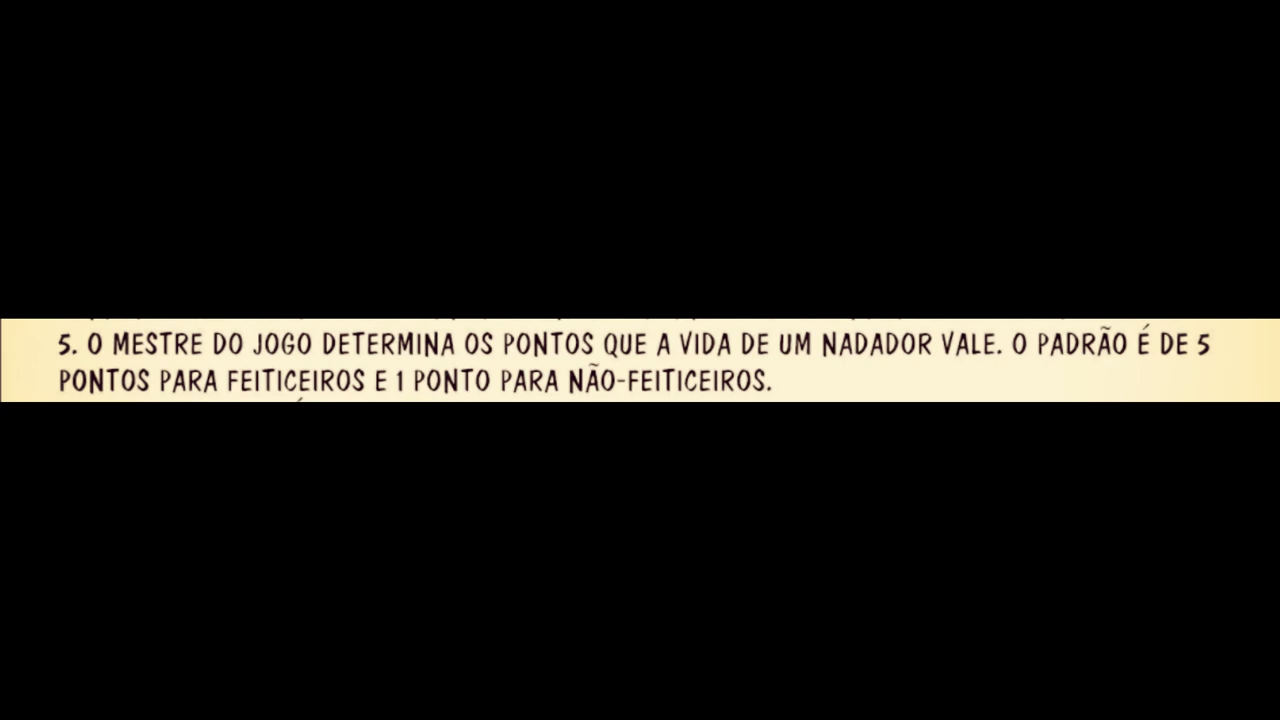 5. O MESTRE DO JOGO DETERMINA OS PONTOS QUE A VIDA DE UM NADADOR VALE. O PADRÃO É DE 5
PONTOS PARA FEITICEIROS E 1 PONTO PARA NÃO-FEITICEIROS.